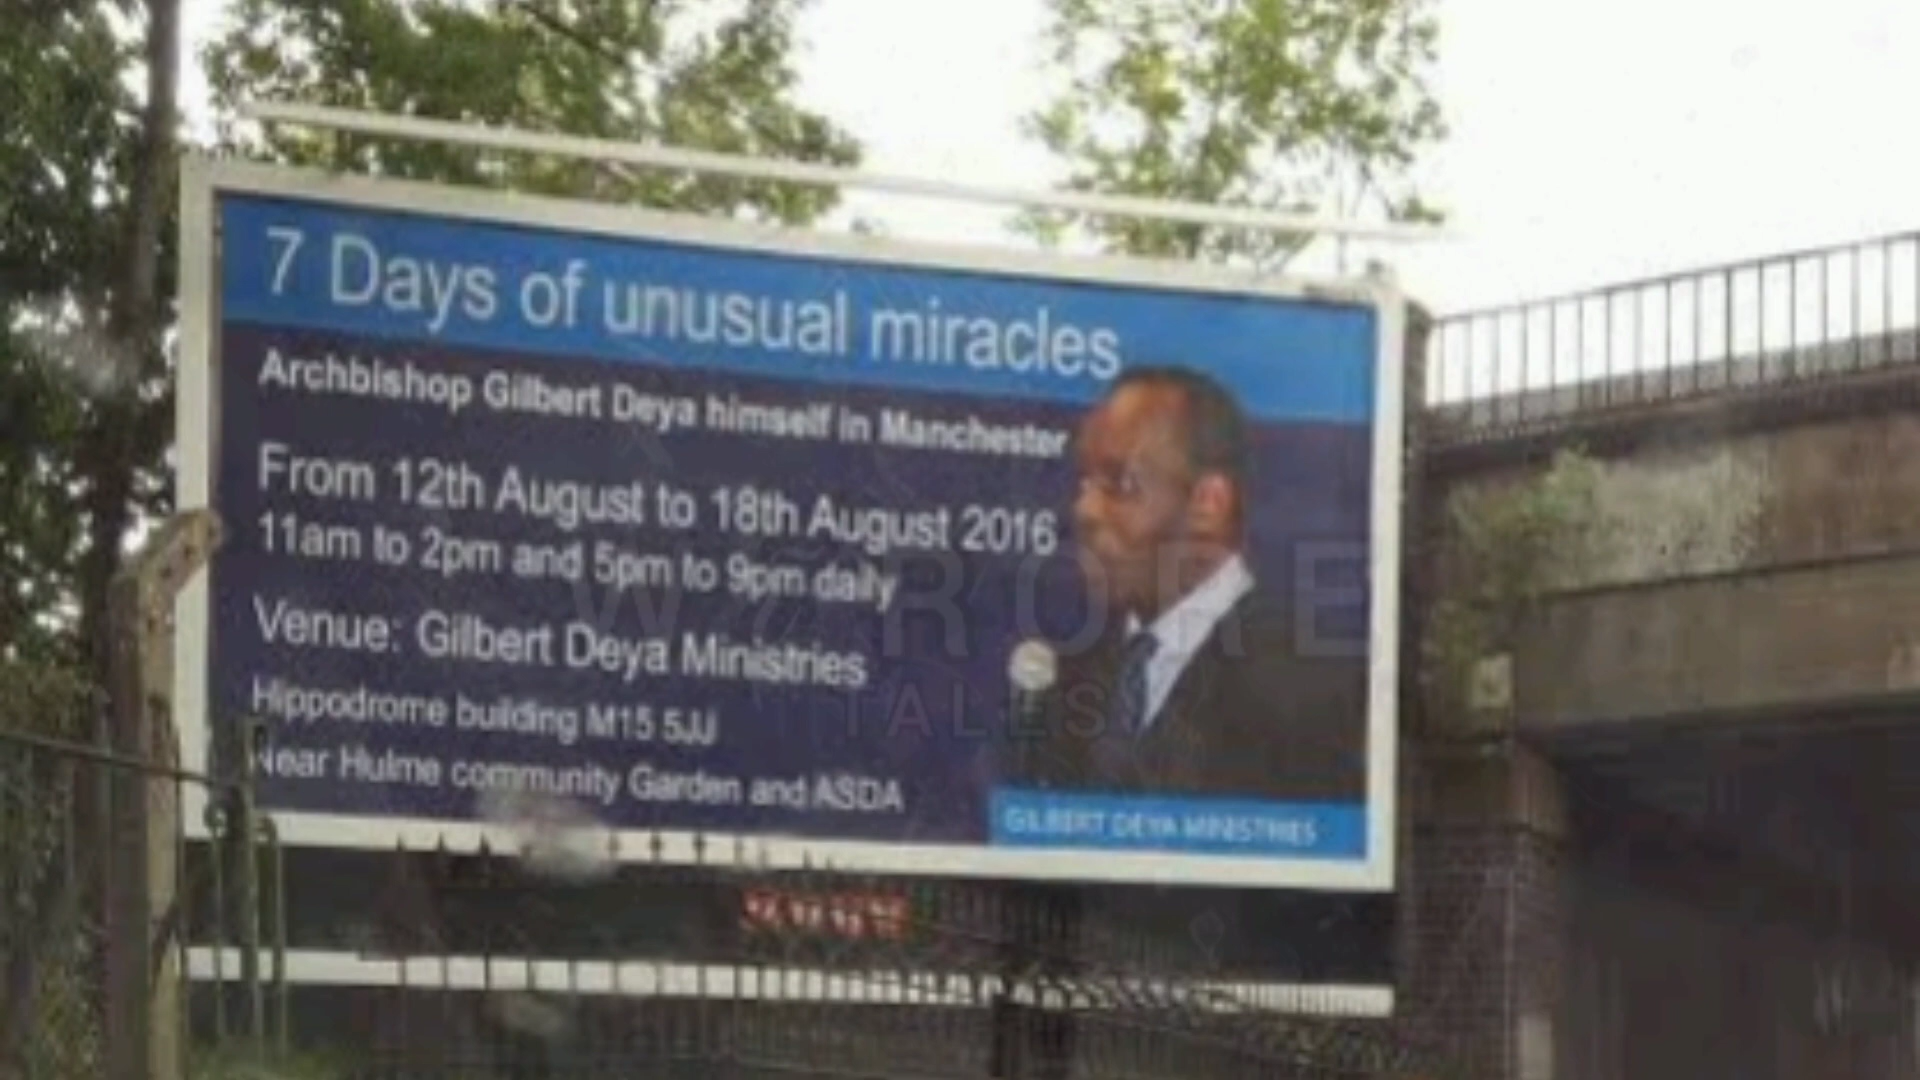 7 Days of unusual miracles
Archbishop Gilbert Deya himself in Manchester
From 12th August to 18th August 2016
11am to 2pm and 5pm to 9pm daily
Venue: Gilbert Deya Ministries
Hippodrome building M15 5JJ
Near Hulme community Garden and ASDA
GILBERT DEYA MINISTRIES
TALES